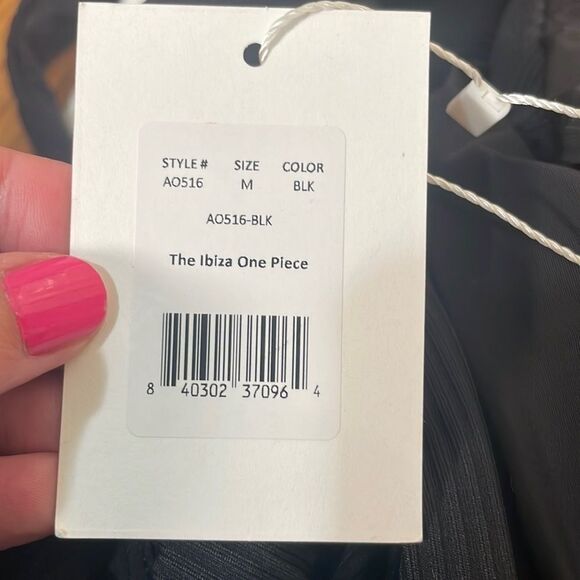 STYLE # SIZE COLOR
AO516 M BLK
AO516-BLK
The Ibiza One Piece
8 40302 37096 4